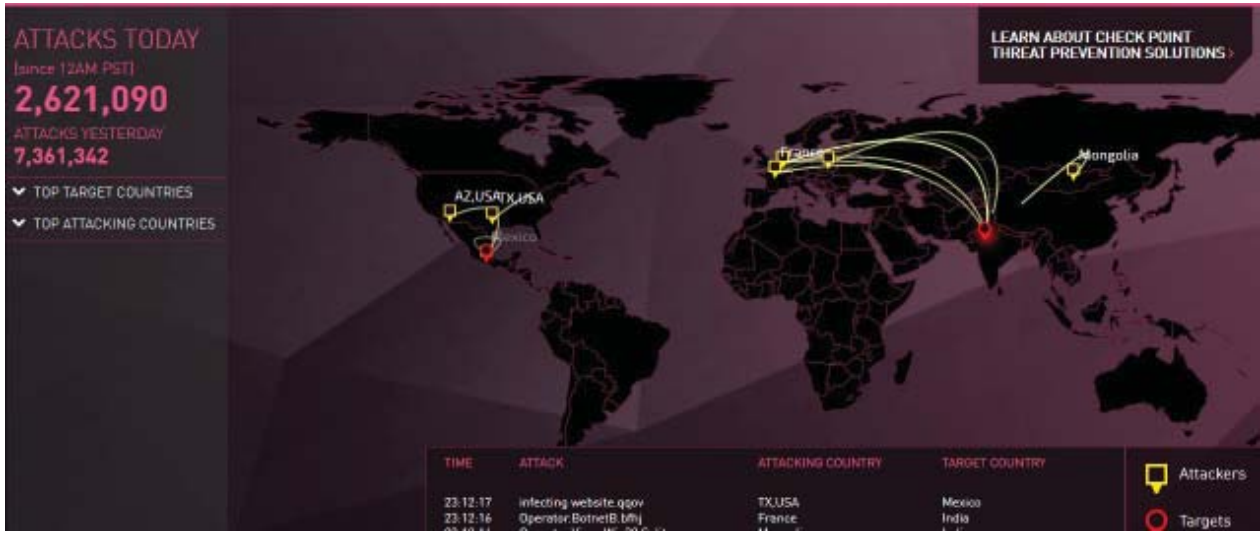 ATTACKS TODAY
(since 12AM PST)
2,621,090
ATTACKS YESTERDAY
7,361,342
TOP TARGET COUNTRIES
TOP ATTACKING COUNTRIES
LEARN ABOUT CHECK POINT
THREAT PREVENTION SOLUTIONS >
France
Mongolia
AZ,USA
TX,USA
Mexico
TIME ATTACK ATTACKING COUNTRY TARGET COUNTRY
23:12:17 infecting website.qqov TX,USA Mexico
23:12:16 Operator:BotnetB.bfhj France India
Attackers
Targets